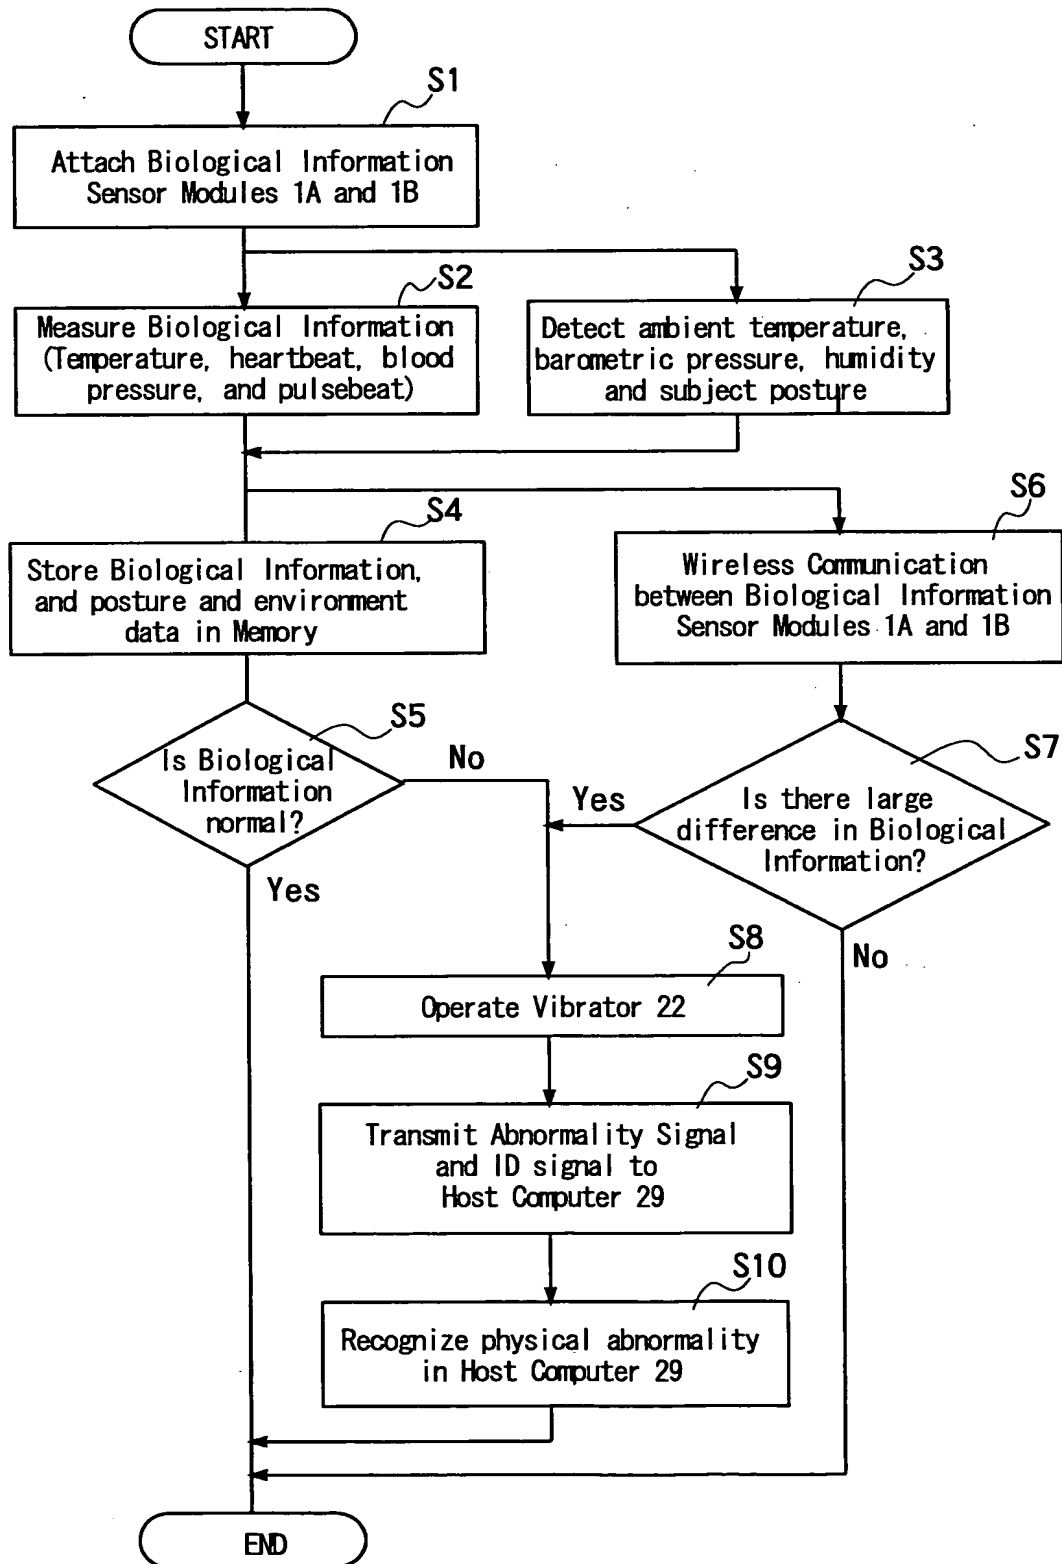 START
S1
Attach Biological Information
Sensor Modules 1A and 1B
S2
Measure Biological Information
(Temperature, heartbeat, blood
pressure, and pulsebeat)
S3
Detect ambient temperature,
barometric pressure, humidity
and subject posture
S4
Store Biological Information,
and posture and environment
data in Memory
S6
Wireless Communication
between Biological Information
Sensor Modules 1A and 1B
S5
Is Biological
Information
normal?
No
Yes
S7
Is there large
difference in Biological
Information?
Yes
No
S8
Operate Vibrator 22
S9
Transmit Abnormality Signal
and ID signal to
Host Computer 29
S10
Recognize physical abnormality
in Host Computer 29
END